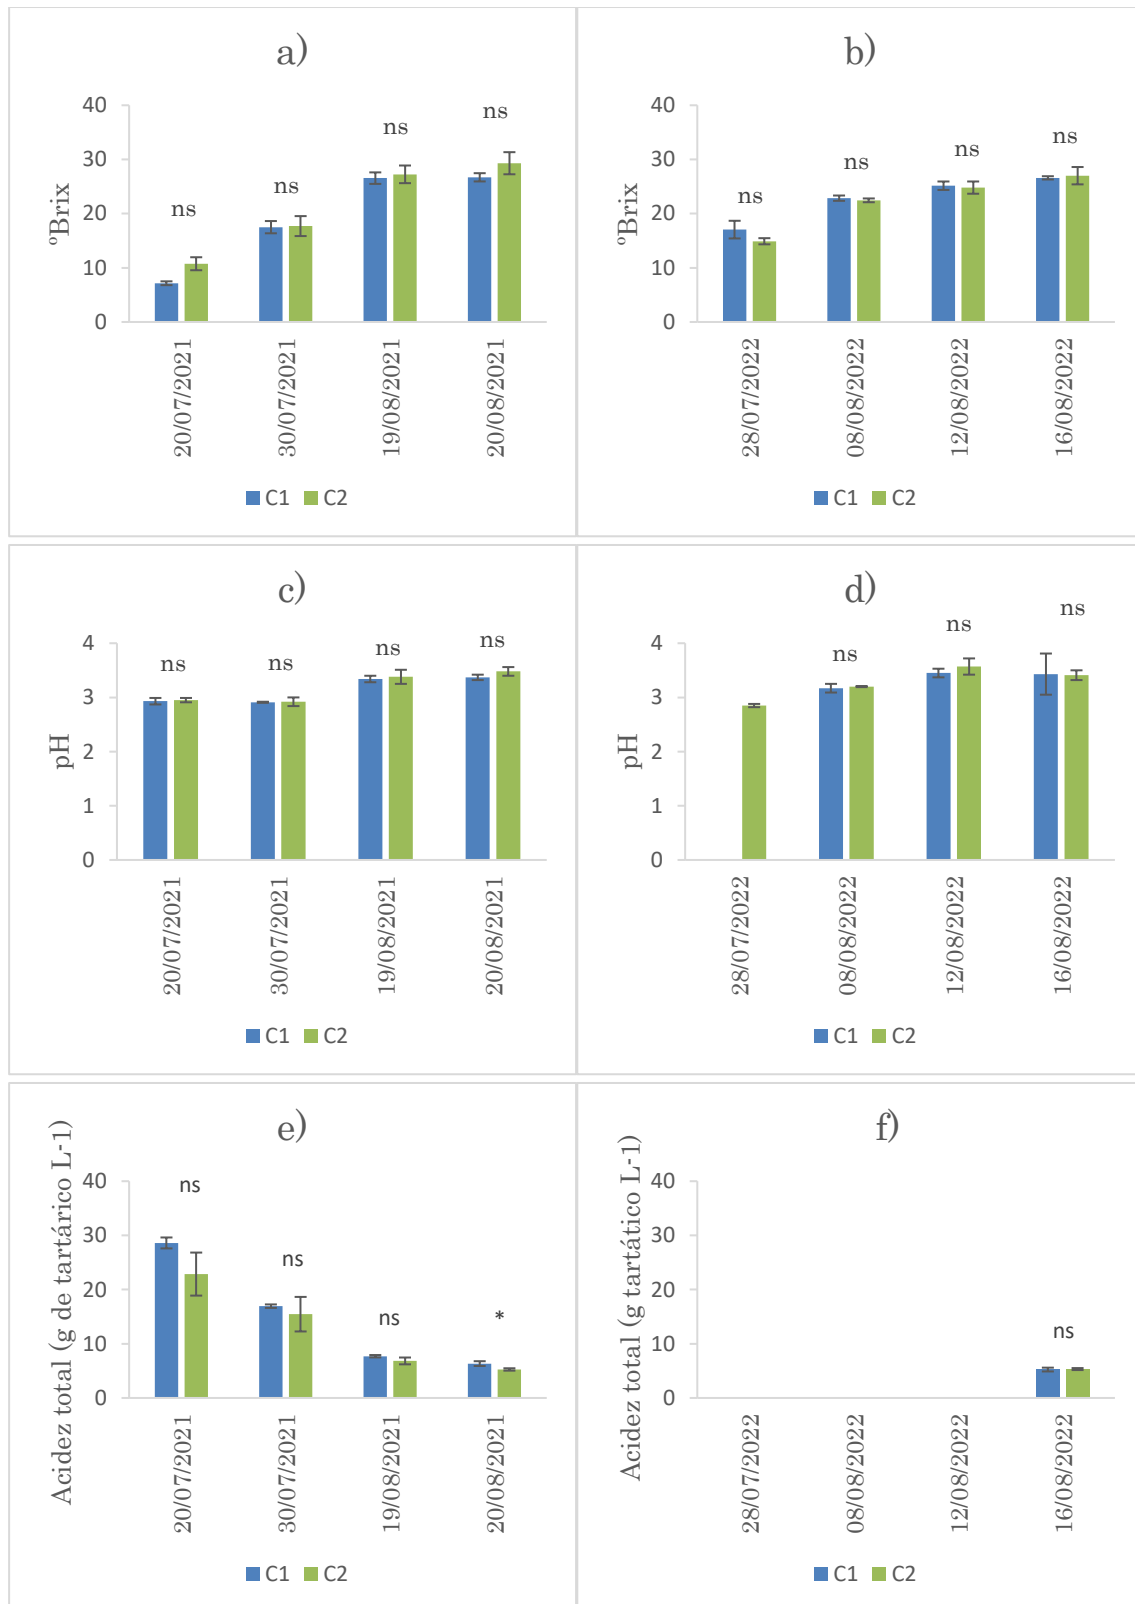 a)
ºBrix
40
30
20
10
0
ns
ns
ns
ns
20/07/2021
30/07/2021
19/08/2021
20/08/2021
C1
C2
b)
ºBrix
40
30
20
10
0
ns
ns
ns
ns
28/07/2022
08/08/2022
12/08/2022
16/08/2022
C1
C2
c)
pH
4
3
2
1
0
ns
ns
ns
ns
20/07/2021
30/07/2021
19/08/2021
20/08/2021
C1
C2
d)
pH
4
3
2
1
0
ns
ns
ns
28/07/2022
08/08/2022
12/08/2022
16/08/2022
C1
C2
e)
Acidez total (g de tartárico L-1)
40
30
20
10
0
ns
ns
ns
*
20/07/2021
30/07/2021
19/08/2021
20/08/2021
C1
C2
f)
Acidez total (g tartático L-1)
40
30
20
10
0
ns
28/07/2022
08/08/2022
12/08/2022
16/08/2022
C1
C2